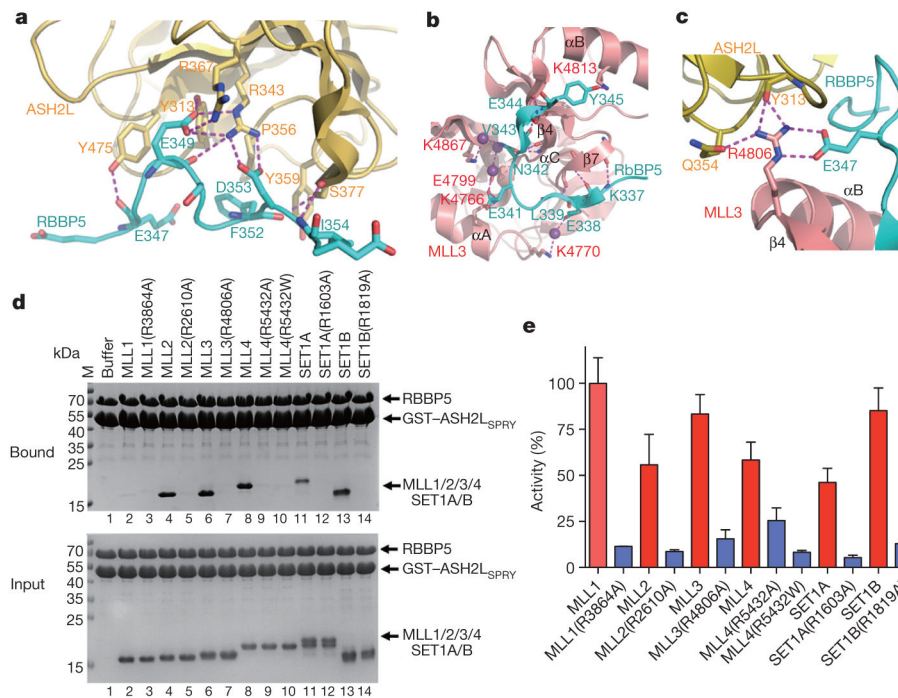 a
R367
ASH2L
R343
Y313
P356
E349
Y475
D353
Y359
S377
RBBP5
E347
F352
I354
b
αB
K4813
E344
Y345
V343
β4
K4867
αC
β7
N342
RbBP5
E4799
K4766
E341
L339
K337
E338
αA
MLL3
K4770
c
ASH2L
RBBP5
Y313
Q354
R4806
E347
αB
MLL3
β4
d
kDa
M
Buffer
MLL1
MLL1(R3864A)
MLL2
MLL2(R2610A)
MLL3
MLL3(R4806A)
MLL4
MLL4(R5432A)
MLL4(R5432W)
SET1A
SET1A(R1603A)
SET1B
SET1B(R1819A)
Bound
70
55
40
35
25
15
RBBP5
GST–ASH2LSPRY
MLL1/2/3/4
SET1A/B
1 2 3 4 5 6 7 8 9 10 11 12 13 14
Input
70
55
40
35
25
15
RBBP5
GST–ASH2LSPRY
MLL1/2/3/4
SET1A/B
1 2 3 4 5 6 7 8 9 10 11 12 13 14
e
Activity (%)
100
75
50
25
0
MLL1
MLL1(R3864A)
MLL2
MLL2(R2610A)
MLL3
MLL3(R4806A)
MLL4
MLL4(R5432A)
MLL4(R5432W)
SET1A
SET1A(R1603A)
SET1B
SET1B(R1819A